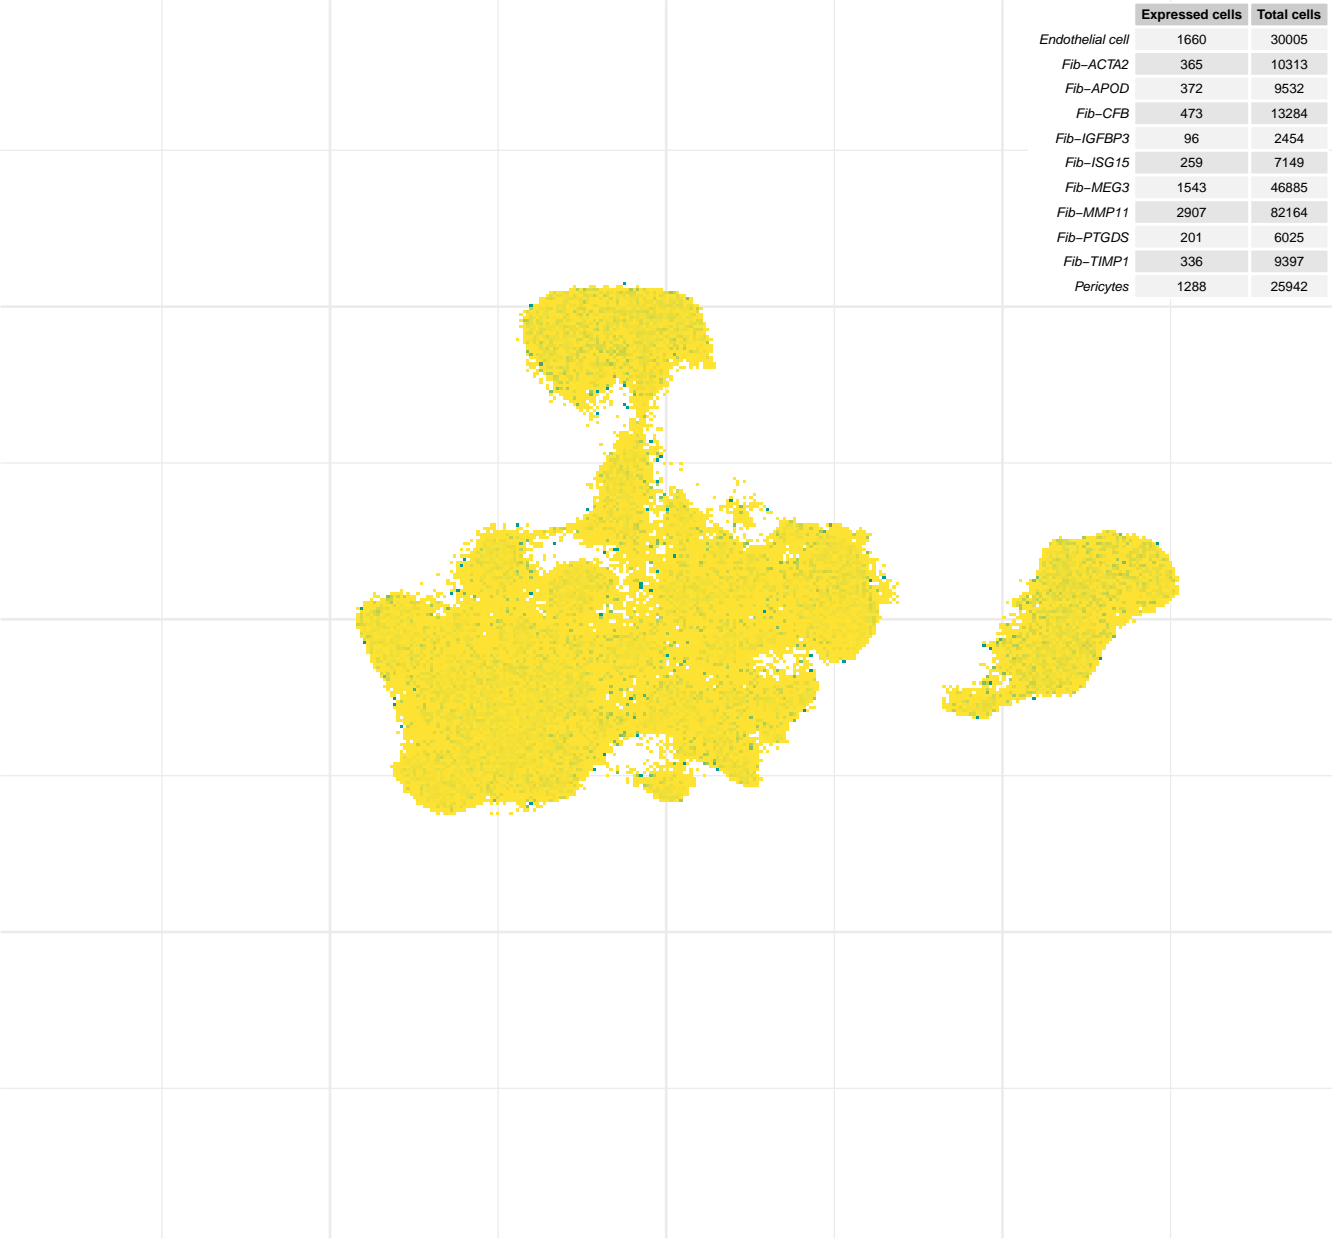 Expressed cells Total cells
Endothelial cell 1660 30005
Fib−ACTA2 365 10313
Fib−APOD 372 9532
Fib−CFB 473 13284
Fib−IGFBP3 96 2454
Fib−ISG15 259 7149
Fib−MEG3 1543 46885
Fib−MMP11 2907 82164
Fib−PTGDS 201 6025
Fib−TIMP1 336 9397
Pericytes 1288 25942